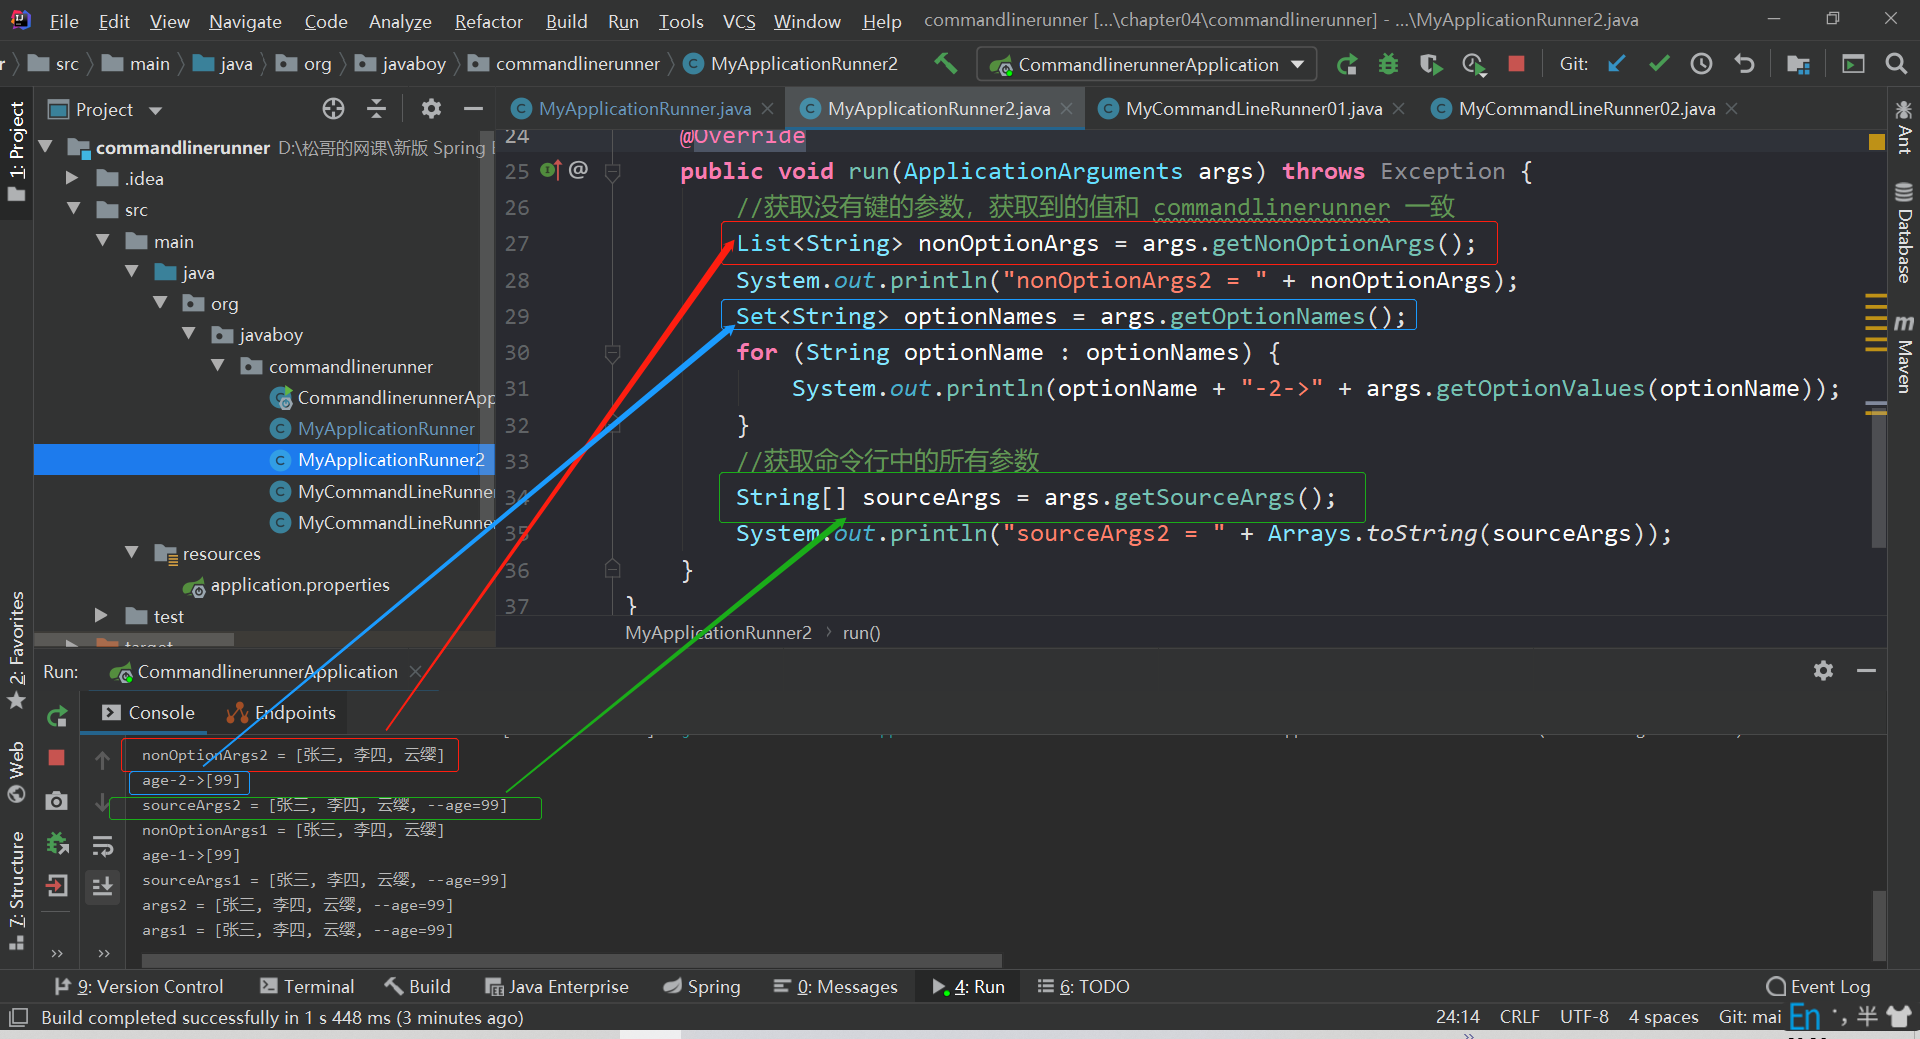 File Edit View Navigate Code Analyze Refactor Build Run Tools VCS Window Help commandlinerunner [...\chapter04\commandlinerunner] - ...\MyApplicationRunner2.java
r src main java org javaboy commandlinerunner MyApplicationRunner2 CommandlinerunnerApplication Git:
Project
MyApplicationRunner.java MyApplicationRunner2.java MyCommandLineRunner01.java MyCommandLineRunner02.java
1: Project
commandlinerunner D:\松哥的网课\新版 Spring
.idea
src
main
java
org
javaboy
commandlinerunner
CommandlinerunnerApp
MyApplicationRunner
MyApplicationRunner2
MyCommandLineRunne
MyCommandLineRunne
resources
application.properties
test
target
24 @Override
25 @ public void run(ApplicationArguments args) throws Exception {
26 //获取没有键的参数，获取到的值和 commandlinerunner 一致
27 List<String> nonOptionArgs = args.getNonOptionArgs();
28 System.out.println("nonOptionArgs2 = " + nonOptionArgs);
29 Set<String> optionNames = args.getOptionNames();
30 for (String optionName : optionNames) {
31 System.out.println(optionName + "-2->" + args.getOptionValues(optionName));
32 }
33 //获取命令行中的所有参数
34 String[] sourceArgs = args.getSourceArgs();
35 System.out.println("sourceArgs2 = " + Arrays.toString(sourceArgs));
36 }
37 }
MyApplicationRunner2 › run()
Ant
Database
Maven
2: Favorites
Web
7: Structure
Run: CommandlinerunnerApplication
Console Endpoints
nonOptionArgs2 = [张三, 李四, 云缨]
age-2->[99]
sourceArgs2 = [张三, 李四, 云缨, --age=99]
nonOptionArgs1 = [张三, 李四, 云缨]
age-1->[99]
sourceArgs1 = [张三, 李四, 云缨, --age=99]
args2 = [张三, 李四, 云缨, --age=99]
args1 = [张三, 李四, 云缨, --age=99]
9: Version Control Terminal Build Java Enterprise Spring 0: Messages 4: Run 6: TODO Event Log
Build completed successfully in 1 s 448 ms (3 minutes ago) 24:14 CRLF UTF-8 4 spaces Git: mai En 半